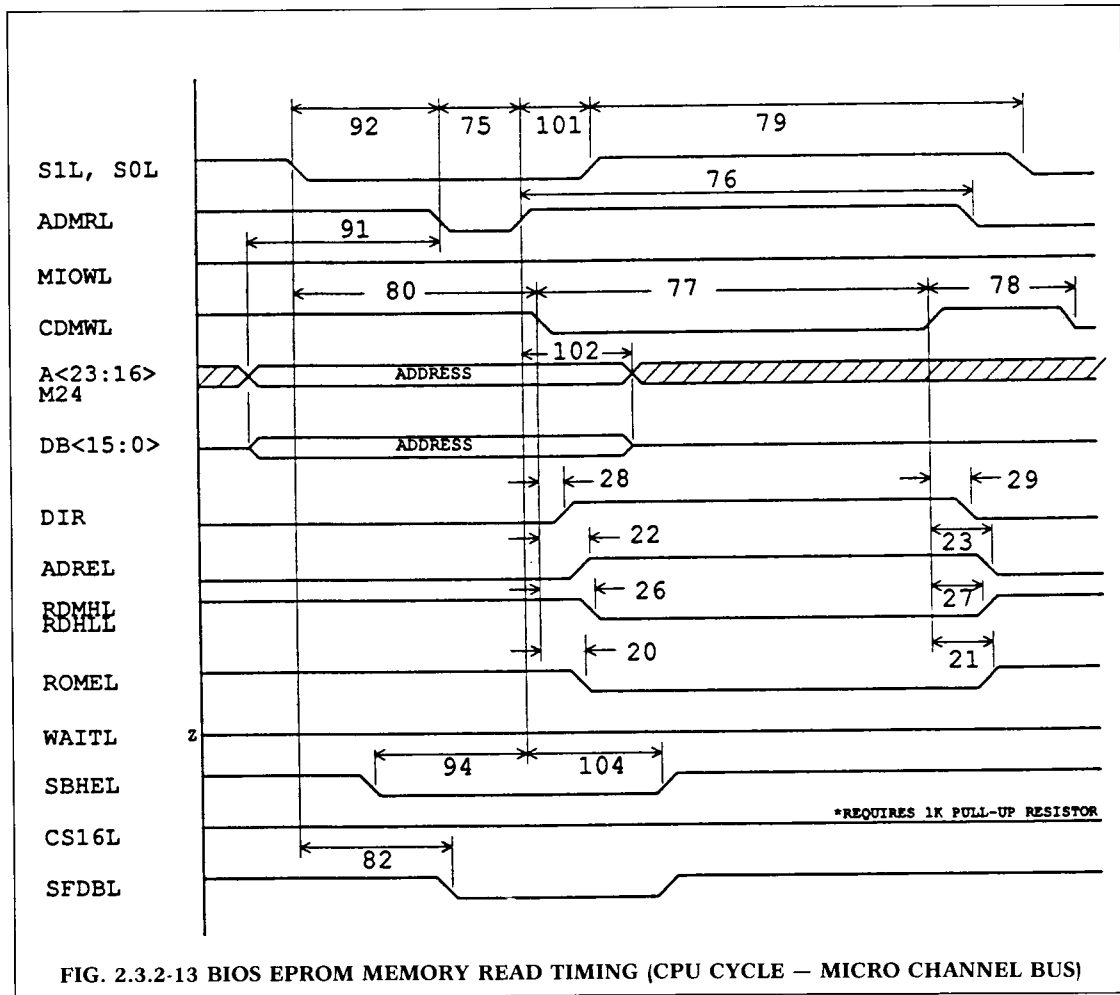 92 75 101 79
S1L, S0L
76
ADMRL
91
MIOWL
80 77 78
CDMWL
102
A<23:16> ADDRESS
M24
DB<15:0> ADDRESS
28 29
DIR
22 23
ADREL
26 27
RDMHL
RDHLL
20 21
ROMEL
WAITL Z
94 104
SBHEL
*REQUIRES 1K PULL-UP RESISTOR
CS16L
82
SFDBL
FIG. 2.3.2-13 BIOS EPROM MEMORY READ TIMING (CPU CYCLE — MICRO CHANNEL BUS)